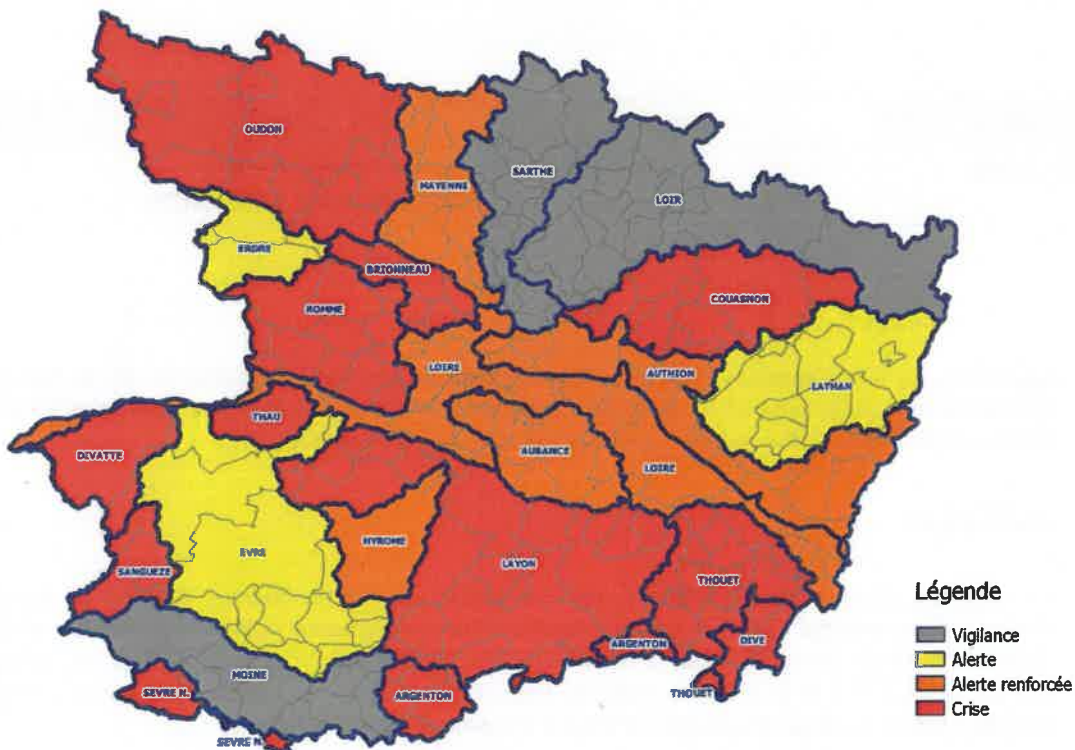 OUDON
SARTHE
MAYENNE
LOIR
ERDRE
BRIONNEAU
COUASNON
ROMME
LOIRE
AUTHION
LATHAN
THAU
AUBANCE
DIVATTE
LOIRE
HYROME
EVRE
LAYON
SANGUEZE
THOUET
ARGENTON
DIVE
MOINE
SEVRE N.
ARGENTON
THOUET
SEVRE N
Légende
Vigilance
Alerte
Alerte renforcée
Crise